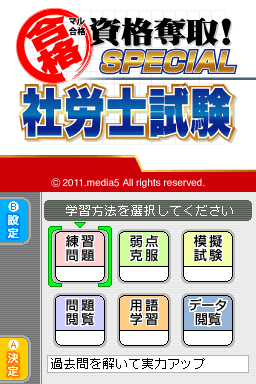 マル合格
合格
資格奪取!
SPECIAL
社労士試験
© 2011.media5 All rights reserved.
学習方法を選択してください
B 設定
練習問題
弱点克服
模擬試験
問題閲覧
用語学習
データ閲覧
A 決定
過去問を解いて実力アップ